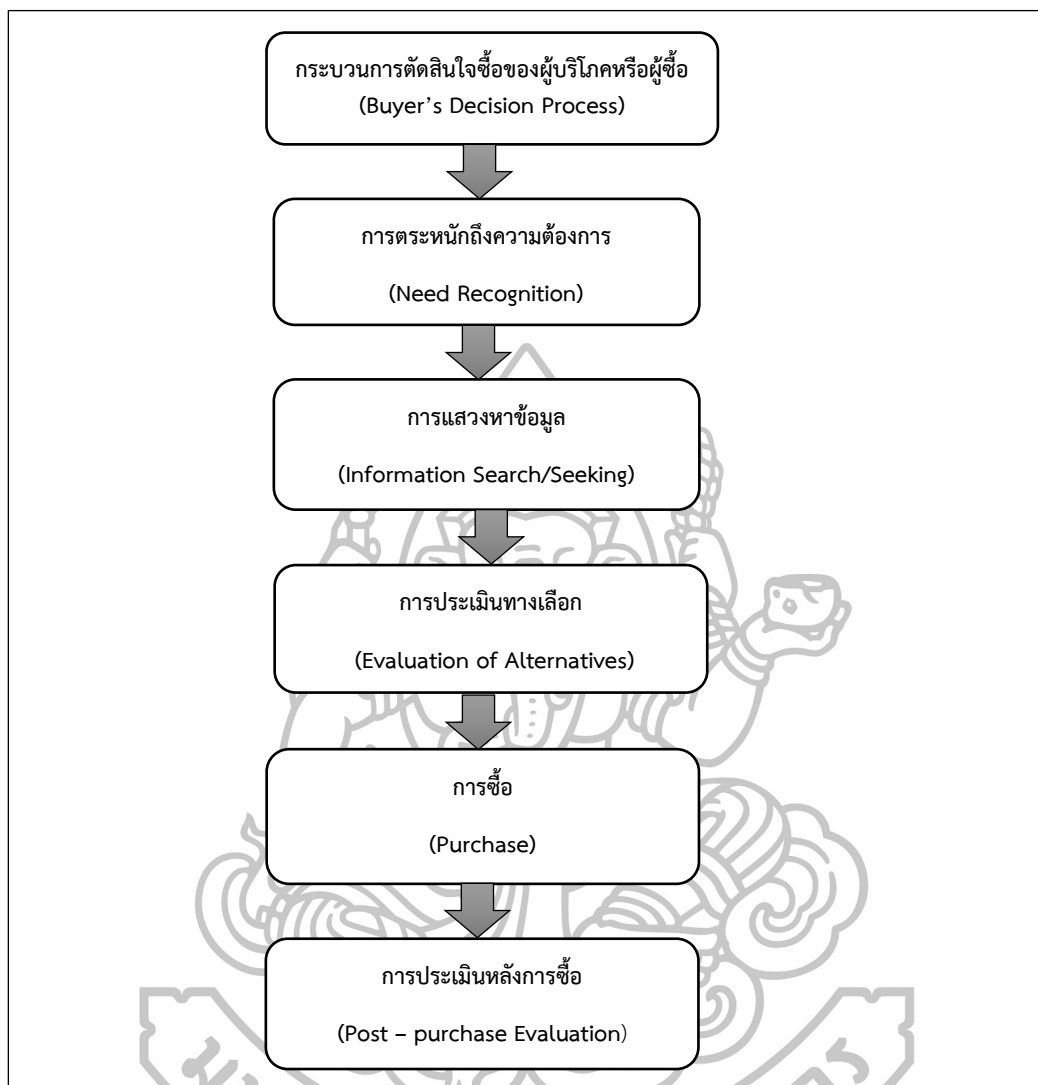 กระบวนการตัดสินใจซื้อของผู้บริโภคหรือผู้ซื้อ
(Buyer's Decision Process)
การตระหนักถึงความต้องการ
(Need Recognition)
การแสวงหาข้อมูล
(Information Search/Seeking)
การประเมินทางเลือก
(Evaluation of Alternatives)
การซื้อ
(Purchase)
การประเมินหลังการซื้อ
(Post – purchase Evaluation)